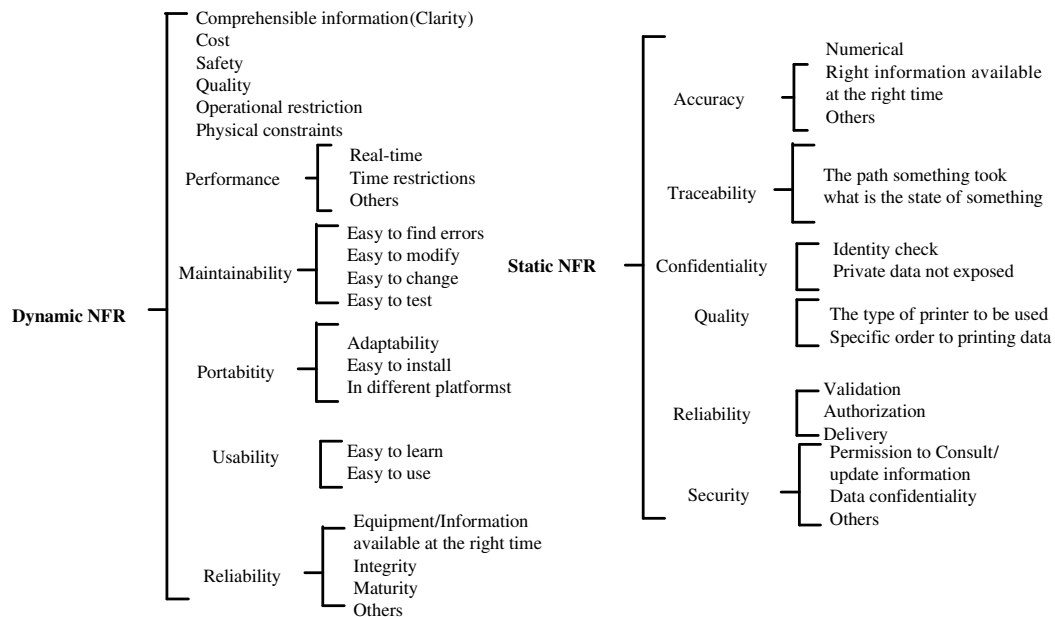 Comprehensible information(Clarity)
Cost
Safety
Quality
Operational restriction
Physical constraints
Performance
Real-time
Time restrictions
Others
Maintainability
Easy to find errors
Easy to modify
Easy to change
Easy to test
Dynamic NFR
Portabitity
Adaptability
Easy to install
In different platformst
Usability
Easy to learn
Easy to use
Reliability
Equipment/Information
available at the right time
Integrity
Maturity
Others
Static NFR
Accuracy
Numerical
Right information available
at the right time
Others
Traceability
The path something took
what is the state of something
Confidentiality
Identity check
Private data not exposed
Quality
The type of printer to be used
Specific order to printing data
Reliability
Validation
Authorization
Delivery
Security
Permission to Consult/
update information
Data confidentiality
Others